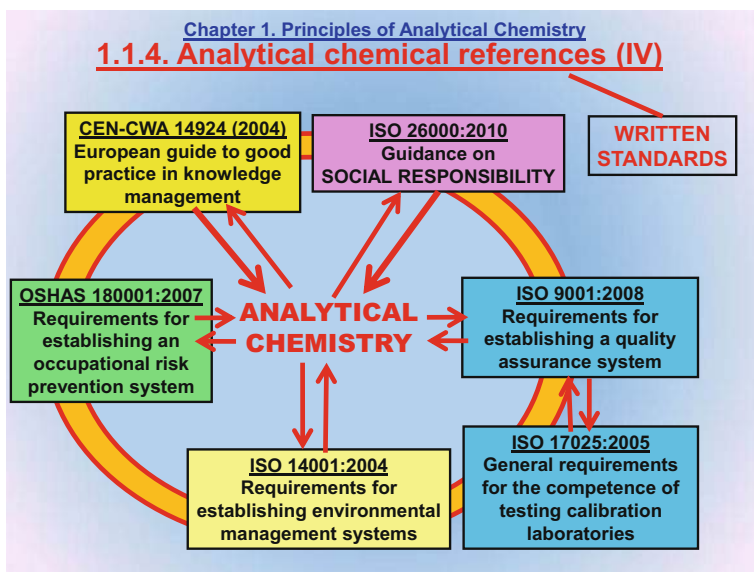 Chapter 1. Principles of Analytical Chemistry
1.1.4. Analytical chemical references (IV)
WRITTEN
STANDARDS
CEN-CWA 14924 (2004)
European guide to good
practice in knowledge
management
ISO 26000:2010
Guidance on
SOCIAL RESPONSIBILITY
OSHAS 180001:2007
Requirements for
establishing an
occupational risk
prevention system
ANALYTICAL
CHEMISTRY
ISO 9001:2008
Requirements for
establishing a quality
assurance system
ISO 14001:2004
Requirements for
establishing environmental
management systems
ISO 17025:2005
General requirements
for the competence of
testing calibration
laboratories